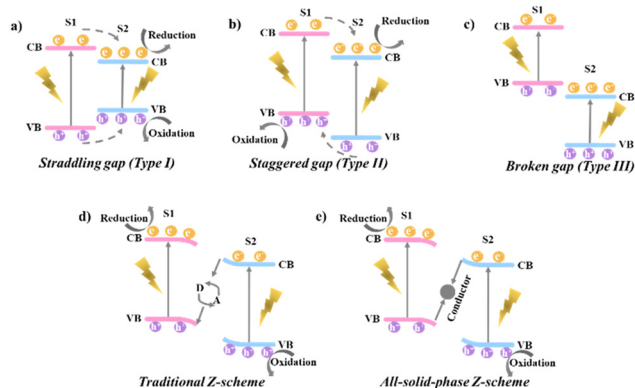 a)
S1
S2
Reduction
CB
e⁻ e⁻
e⁻ e⁻ e⁻
CB
VB
h⁺ h⁺ h⁺
VB
h⁺ h⁺
Oxidation
Straddling gap (Type I)
b)
S1
S2
Reduction
CB
e⁻ e⁻
e⁻ e⁻ e⁻
CB
VB
h⁺ h⁺ h⁺
Oxidation
VB
h⁺ h⁺
Staggered gap (Type II)
c)
S1
CB
e⁻ e⁻
VB
h⁺ h⁺
S2
e⁻ e⁻ e⁻
CB
VB
h⁺ h⁺ h⁺
Broken gap (Type III)
d)
Reduction
S1
e⁻ e⁻ e⁻
CB
S2
e⁻ e⁻
CB
D
A
VB
h⁺ h⁺
VB
h⁺ h⁺ h⁺
Oxidation
Traditional Z-scheme
e)
Reduction
S1
e⁻ e⁻ e⁻
CB
S2
e⁻ e⁻
CB
Conductor
VB
h⁺ h⁺
VB
h⁺ h⁺ h⁺
Oxidation
All-solid-phase Z-scheme